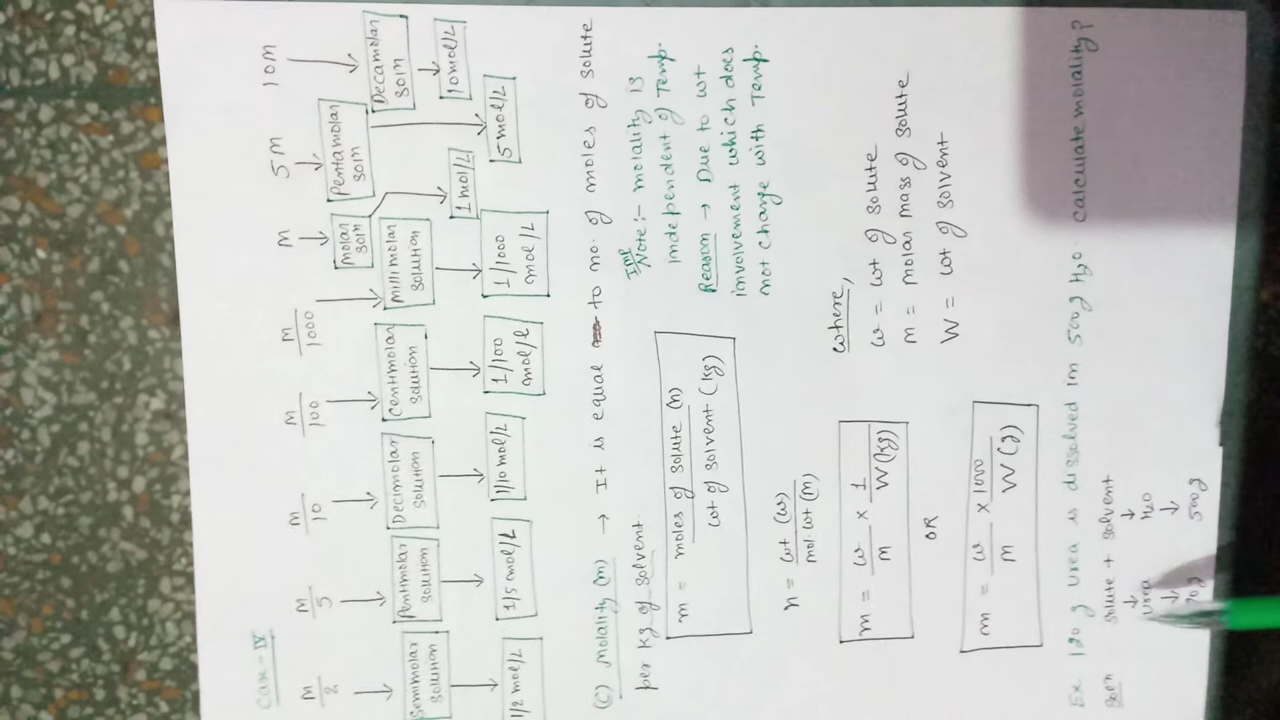 Case - IV
M/2 M/5 M/10 M/100 M/1000 M 5M 10M
Semimolar solution
Pentimolar solution
Decimolar solution
Centimolar solution
Millimolar solution
Molar soln
Pentamolar soln
Decamolar soln
1/2 mol/L
1/5 mol/L
1/10 mol/L
1/100 mol/l
1/1000 mol/L
1 mol/L
5 mol/L
10 mol/L
(C) Molality (m) → It is equal to no. of moles of solute
per kg of solvent.
m = moles of solute (n) / wt of solvent (kg)
Imp
Note:- molality is
independent of Temp.
Reason → Due to wt
involvement which does
not change with Temp.
n = wt (w) / mol. wt (M)
m = w/m × 1/W(kg)
OR
m = w/m × 1000/W(g)
where,
w = wt of solute
m = molar mass of solute
W = wt of solvent
Ex 120 g urea is dissolved in 500g H2O. calculate molality?
Soln solute + solvent
↓ ↓
urea H2O
↓ ↓
500g